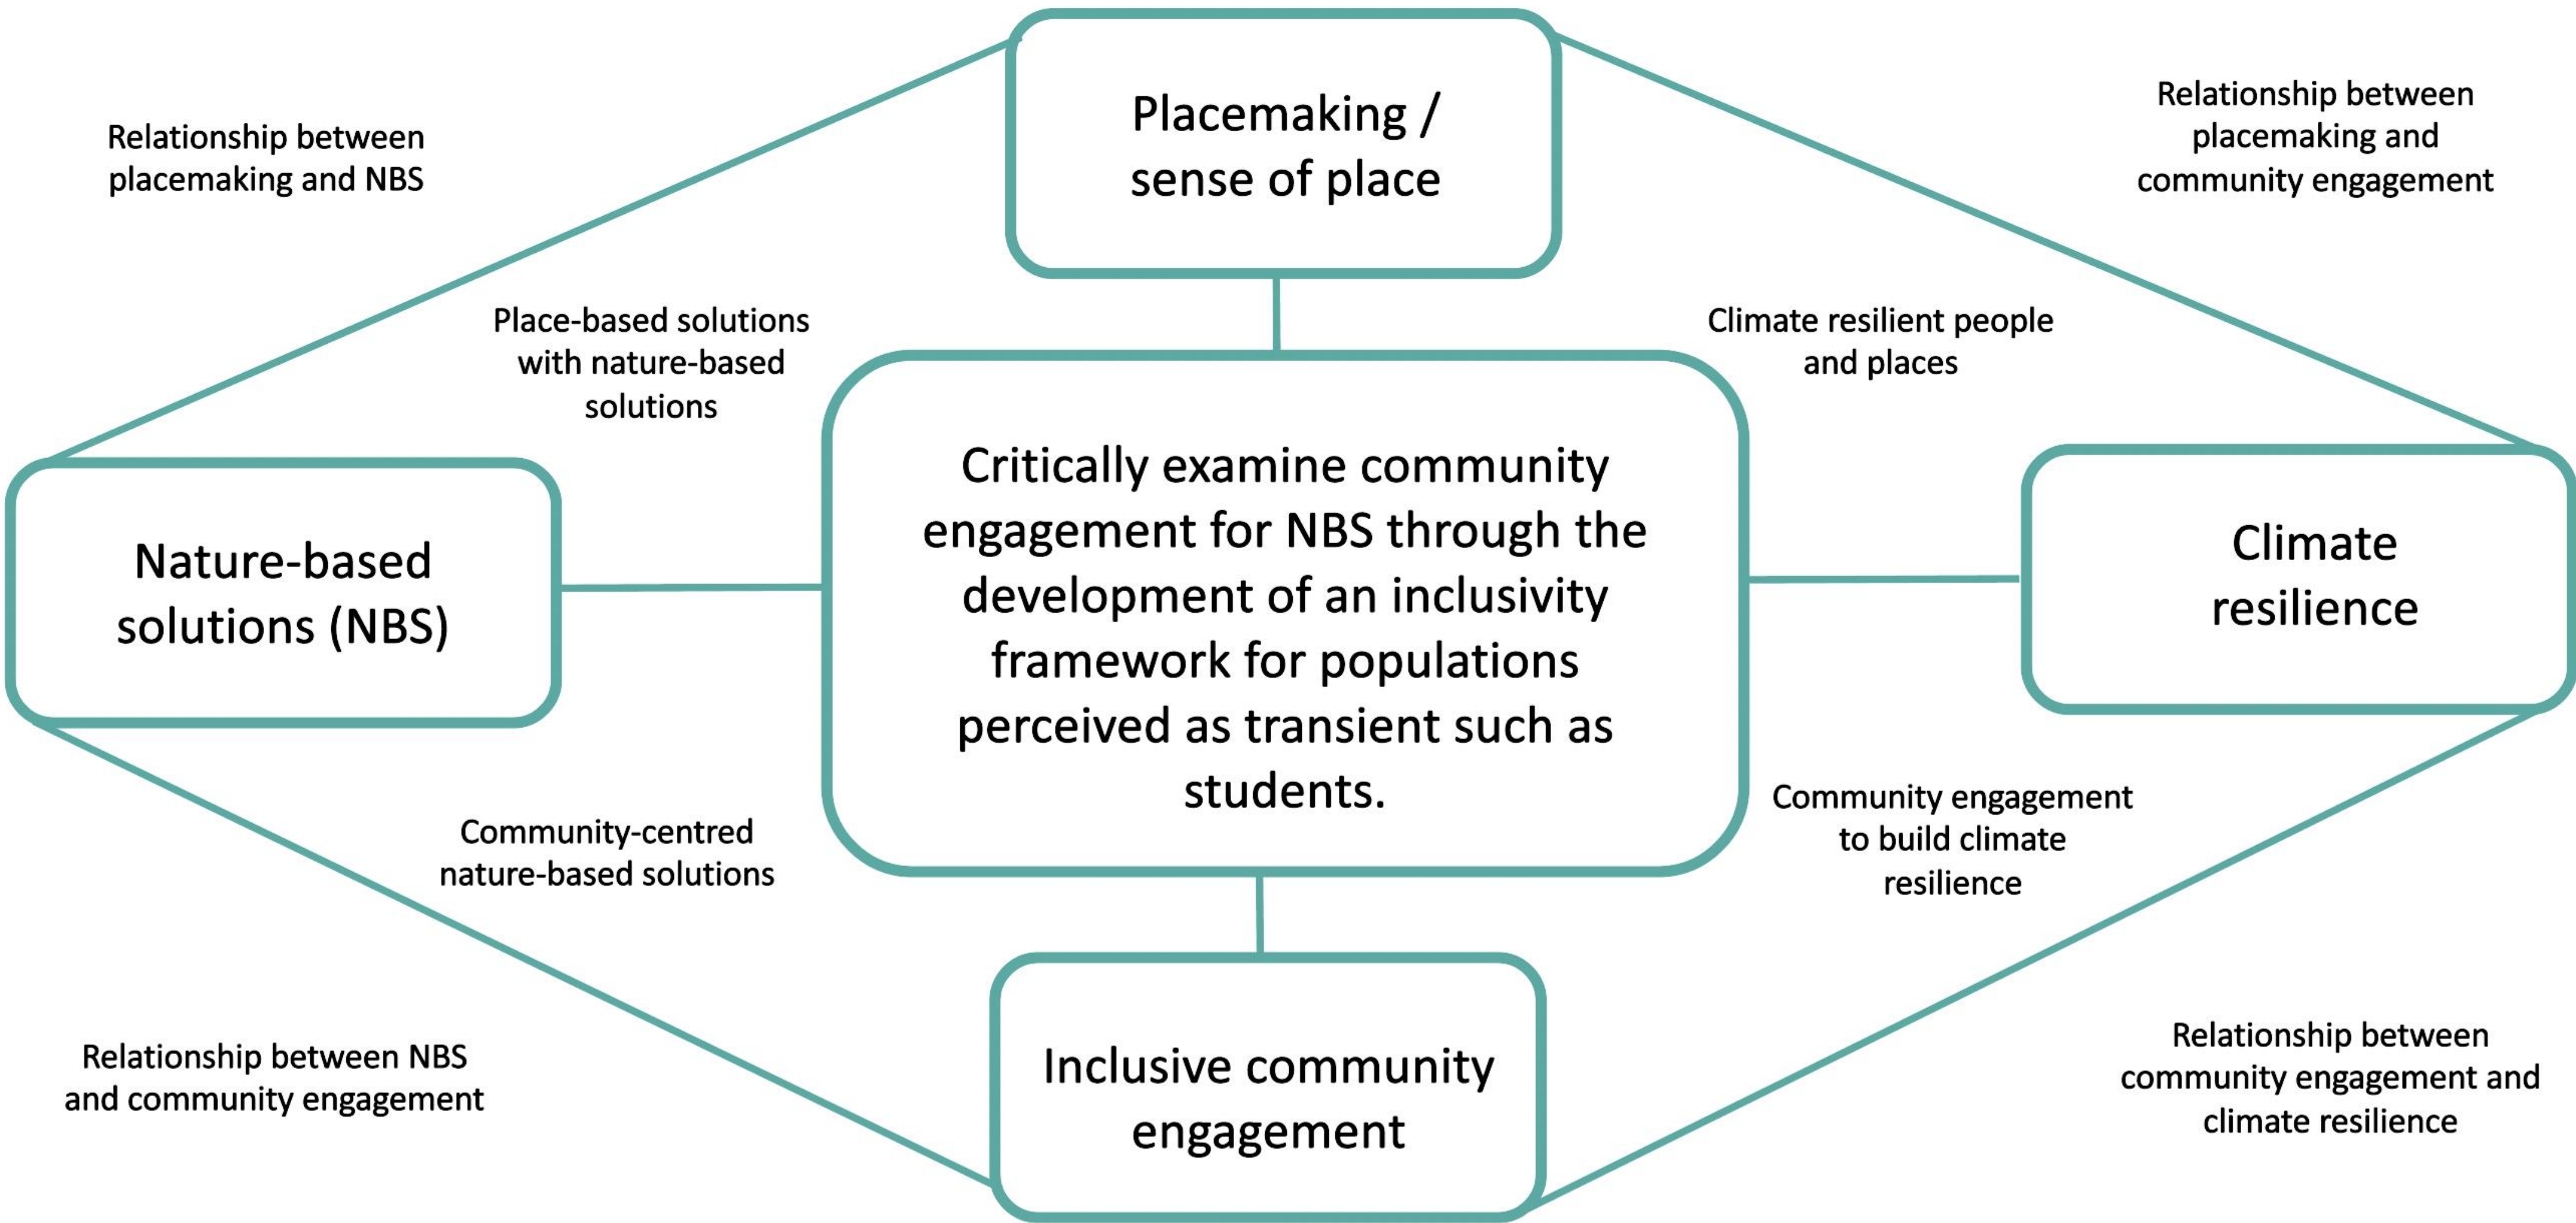 Placemaking /
sense of place
Relationship between
placemaking and NBS
Relationship between
placemaking and
community engagement
Place-based solutions
with nature-based
solutions
Climate resilient people
and places
Nature-based
solutions (NBS)
Critically examine community
engagement for NBS through the
development of an inclusivity
framework for populations
perceived as transient such as
students.
Climate
resilience
Community-centred
nature-based solutions
Community engagement
to build climate
resilience
Relationship between NBS
and community engagement
Inclusive community
engagement
Relationship between
community engagement and
climate resilience